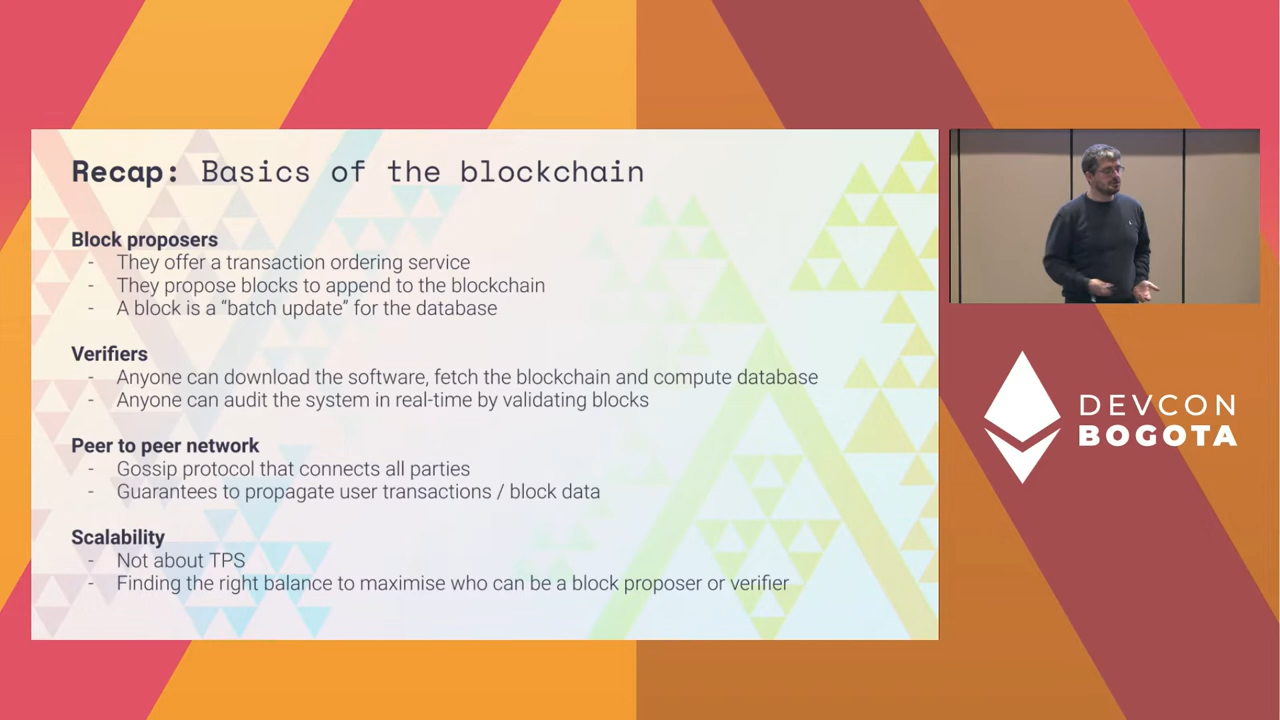 Recap: Basics of the blockchain
Block proposers
- They offer a transaction ordering service
- They propose blocks to append to the blockchain
- A block is a “batch update” for the database
Verifiers
- Anyone can download the software, fetch the blockchain and compute database
- Anyone can audit the system in real-time by validating blocks
Peer to peer network
- Gossip protocol that connects all parties
- Guarantees to propagate user transactions / block data
Scalability
- Not about TPS
- Finding the right balance to maximise who can be a block proposer or verifier
DEVCON
BOGOTA